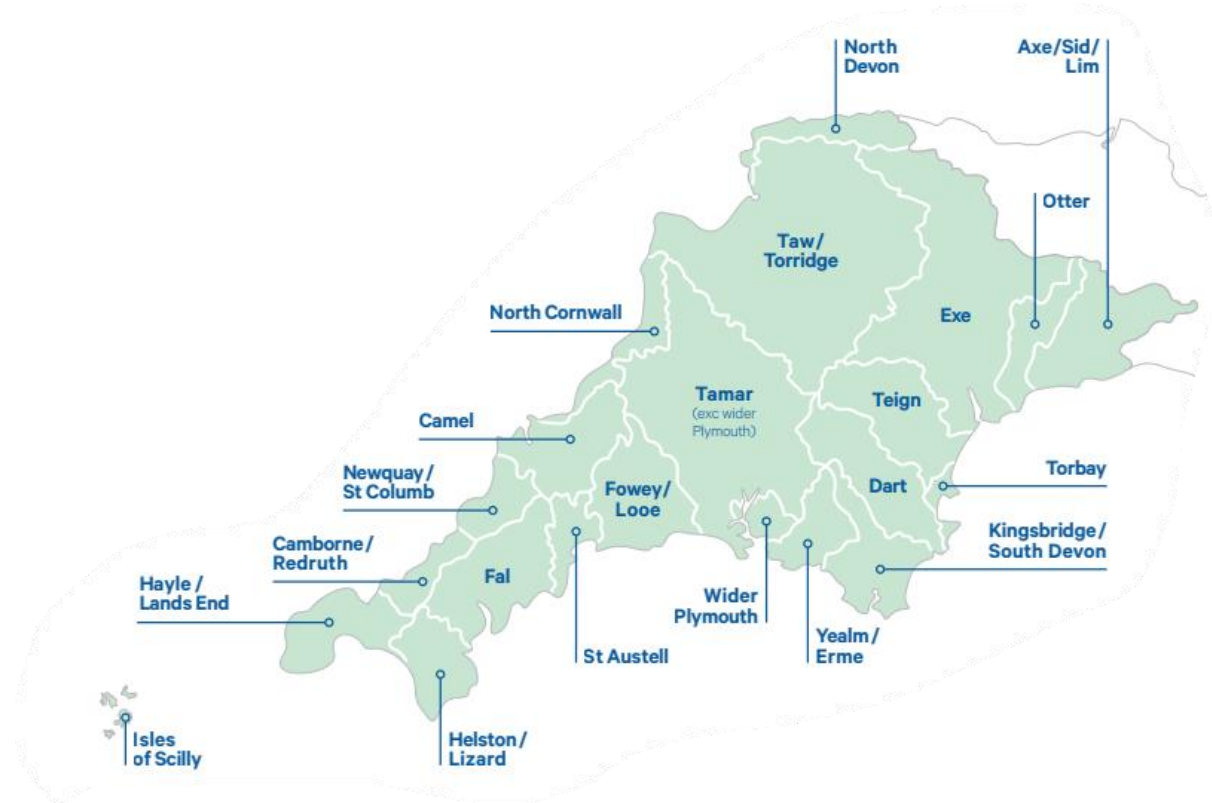 North
Devon
Axe/Sid/
Lim
Otter
Taw/
Torridge
North Cornwall
Exe
Tamar
(exc wider
Plymouth)
Teign
Camel
Newquay/
St Columb
Fowey/
Looe
Dart
Torbay
Kingsbridge/
South Devon
Camborne/
Redruth
Fal
Hayle/
Lands End
Wider
Plymouth
Yealm/
Erme
St Austell
Isles
of Scilly
Helston/
Lizard